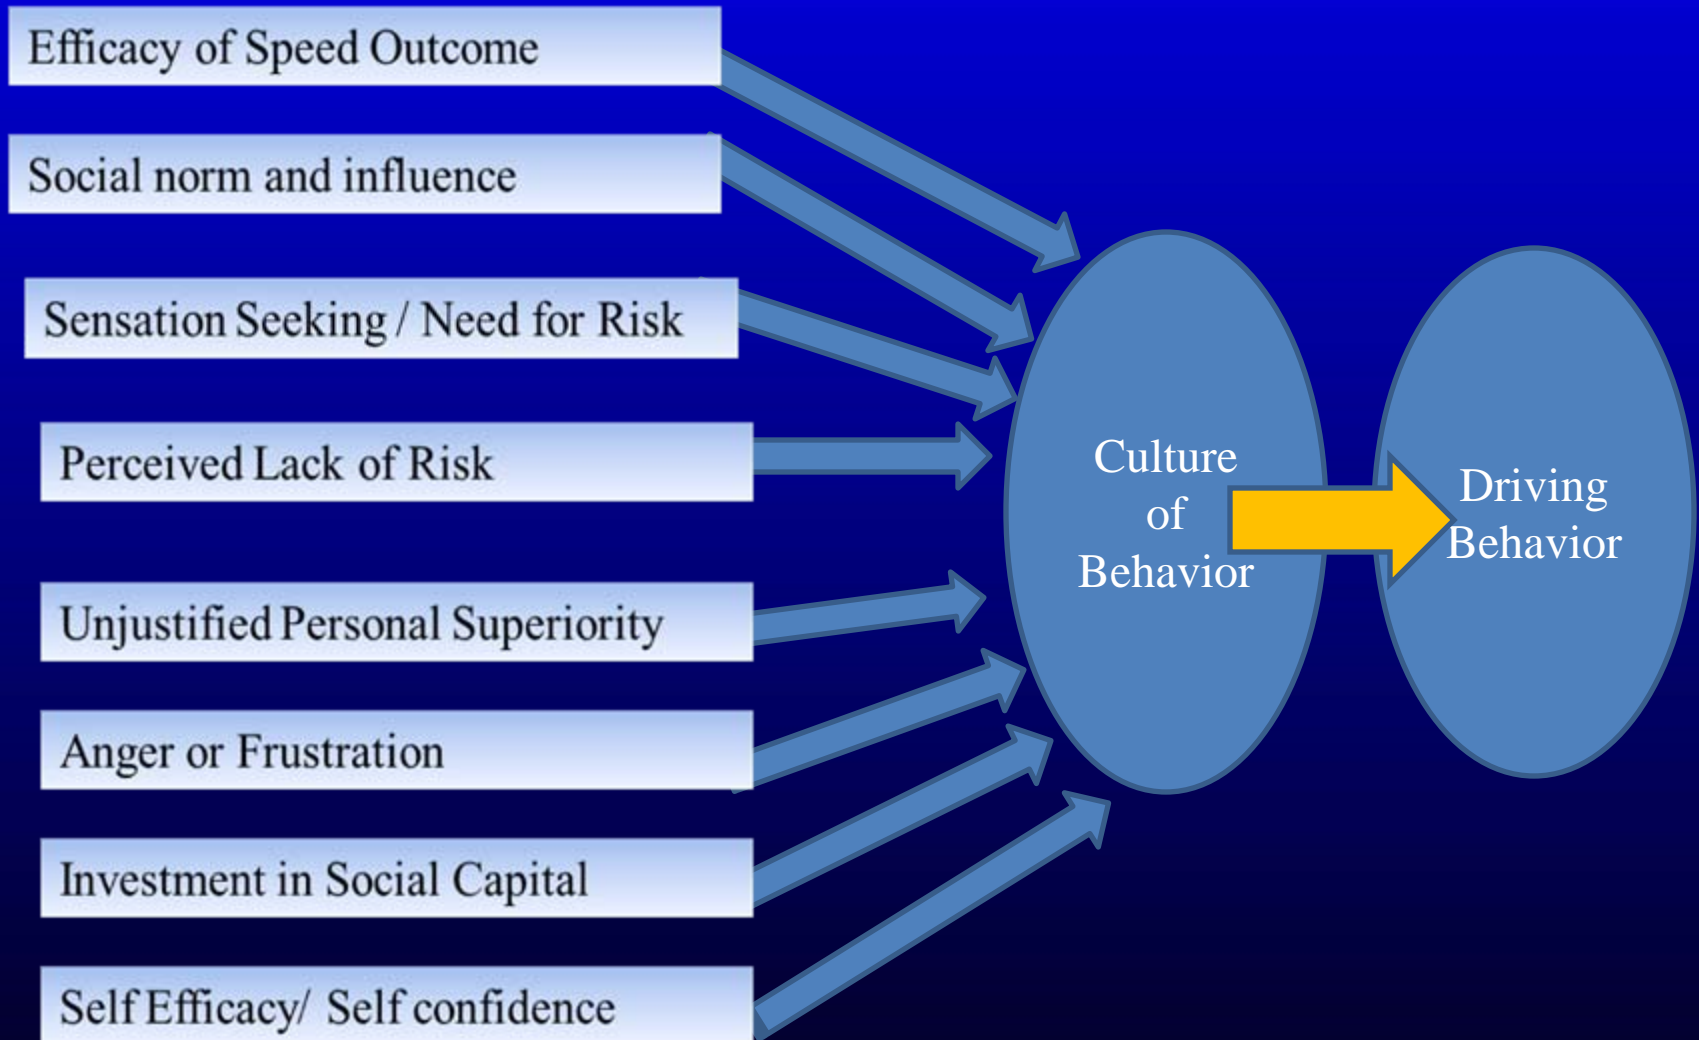 Efficacy of Speed Outcome
Social norm and influence
Sensation Seeking / Need for Risk
Perceived Lack of Risk
Unjustified Personal Superiority
Anger or Frustration
Investment in Social Capital
Self Efficacy/ Self confidence
Culture
of
Behavior
Driving
Behavior